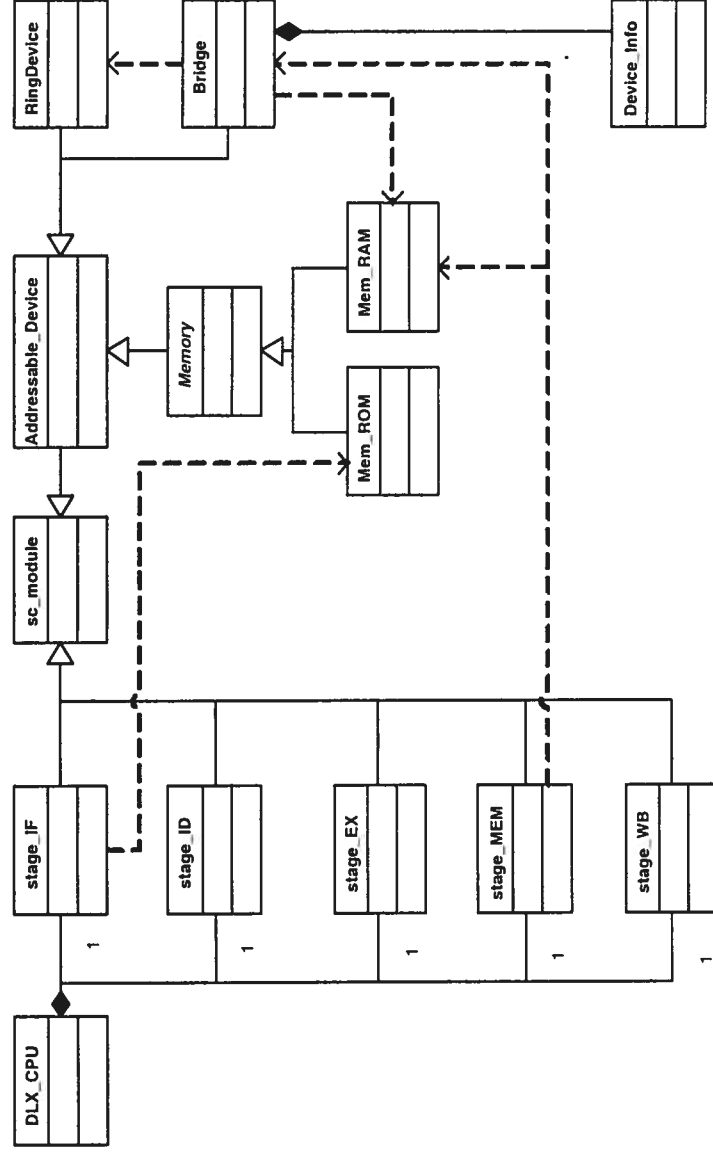 DLX_CPU
stage_IF
sc_module
Addressable_Device
RingDevice
1
stage_ID
Memory
Bridge
1
stage_EX
Mem_ROM
Mem_RAM
1
stage_MEM
1
stage_WB
Device_Info
1